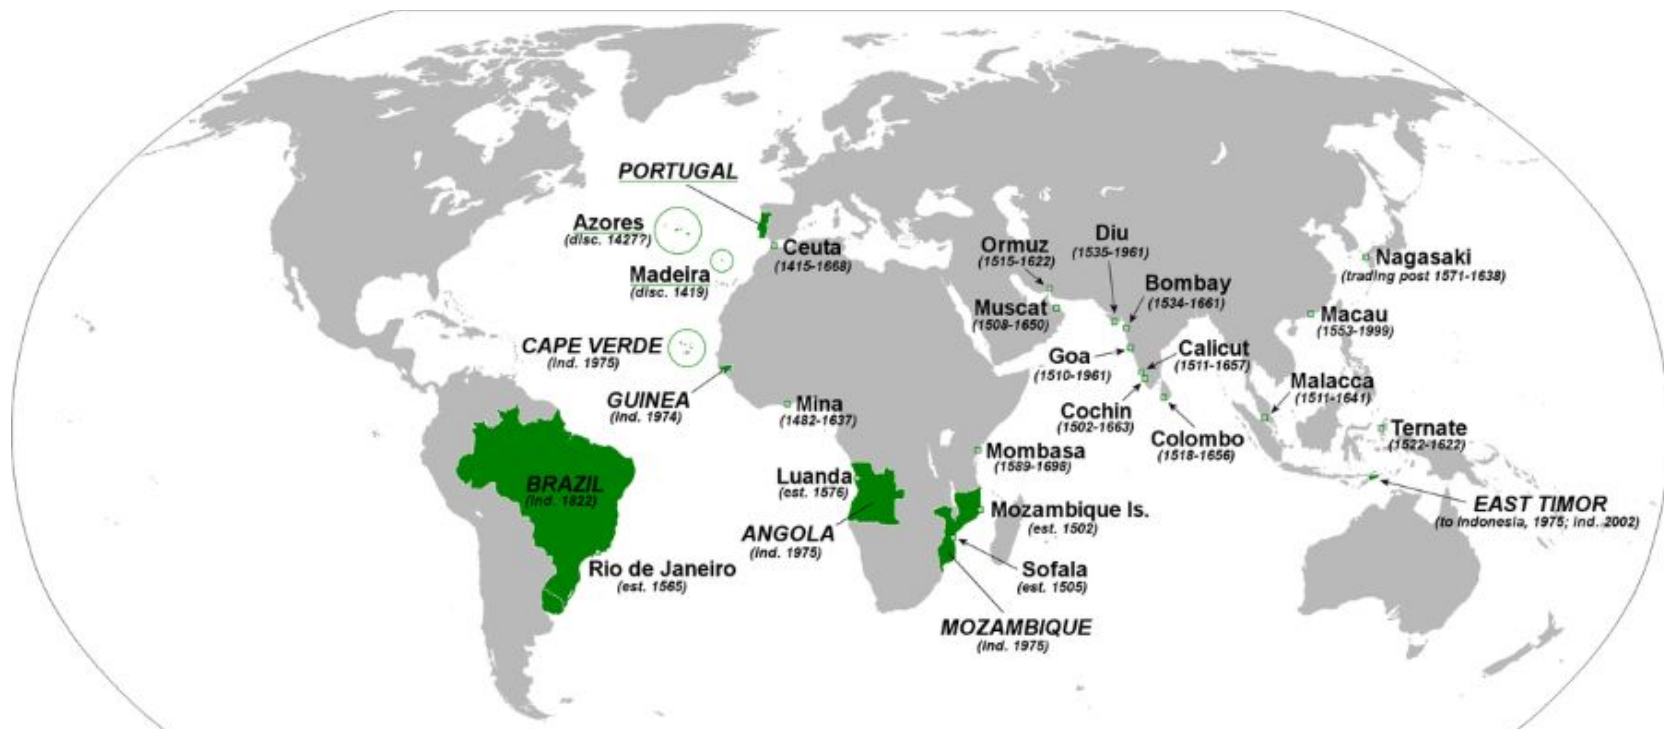 PORTUGAL
Azores
(disc. 1427?)
Ceuta
(1415-1668)
Madeira
(disc. 1419)
Ormuz
(1515-1622)
Diu
(1535-1961)
Nagasaki
(trading post 1571-1638)
Bombay
(1534-1661)
Muscat
(1508-1650)
Macau
(1553-1999)
CAPE VERDE
(ind. 1975)
Goa
(1510-1961)
Calicut
(1511-1657)
Malacca
(1511-1641)
GUINEA
(ind. 1974)
Mina
(1482-1637)
Cochin
(1502-1663)
Colombo
(1518-1656)
Ternate
(1522-1622)
Mombasa
(1589-1698)
Luanda
(est. 1576)
BRAZIL
(ind. 1822)
ANGOLA
(ind. 1975)
Mozambique Is.
(est. 1502)
EAST TIMOR
(to Indonesia, 1975; ind. 2002)
Rio de Janeiro
(est. 1565)
Sofala
(est. 1505)
MOZAMBIQUE
(ind. 1975)